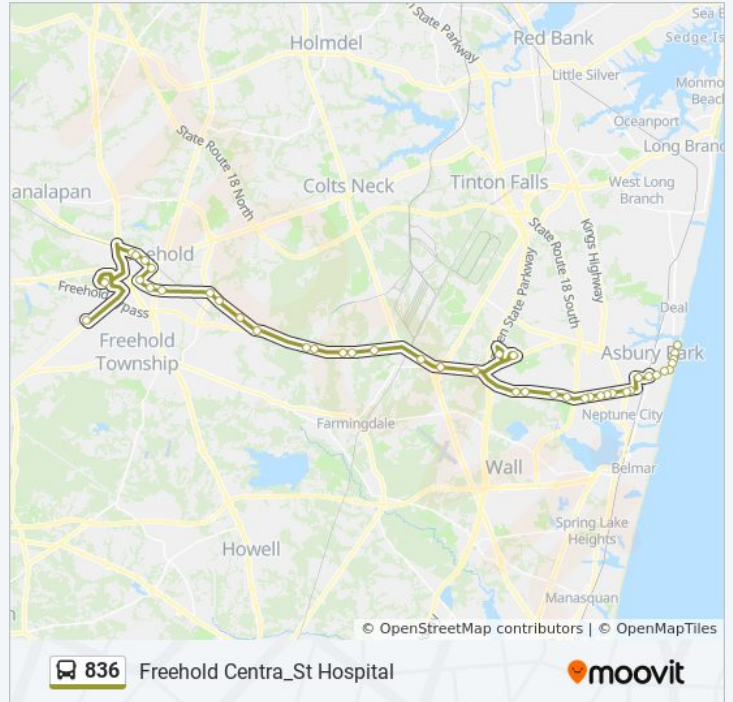 Sea B
Sedge Is
State Parkway
Red Bank
Holmdel
Little Silver
Monmo
Beach
Oceanport
Long Branc
State Route 18 North
analapan
Colts Neck
Tinton Falls
West Long
Branch
State Route 18 South
Kings Highway
ehold
en State Parkway
Deal
Freehold
pass
Freehold
Township
Asbury Park
Neptune City
Farmingdale
Wall
Belmar
Spring Lake
Heights
Howell
Manasquan
© OpenStreetMap contributors | © OpenMapTiles
836 Freehold Centra_St Hospital
moovit